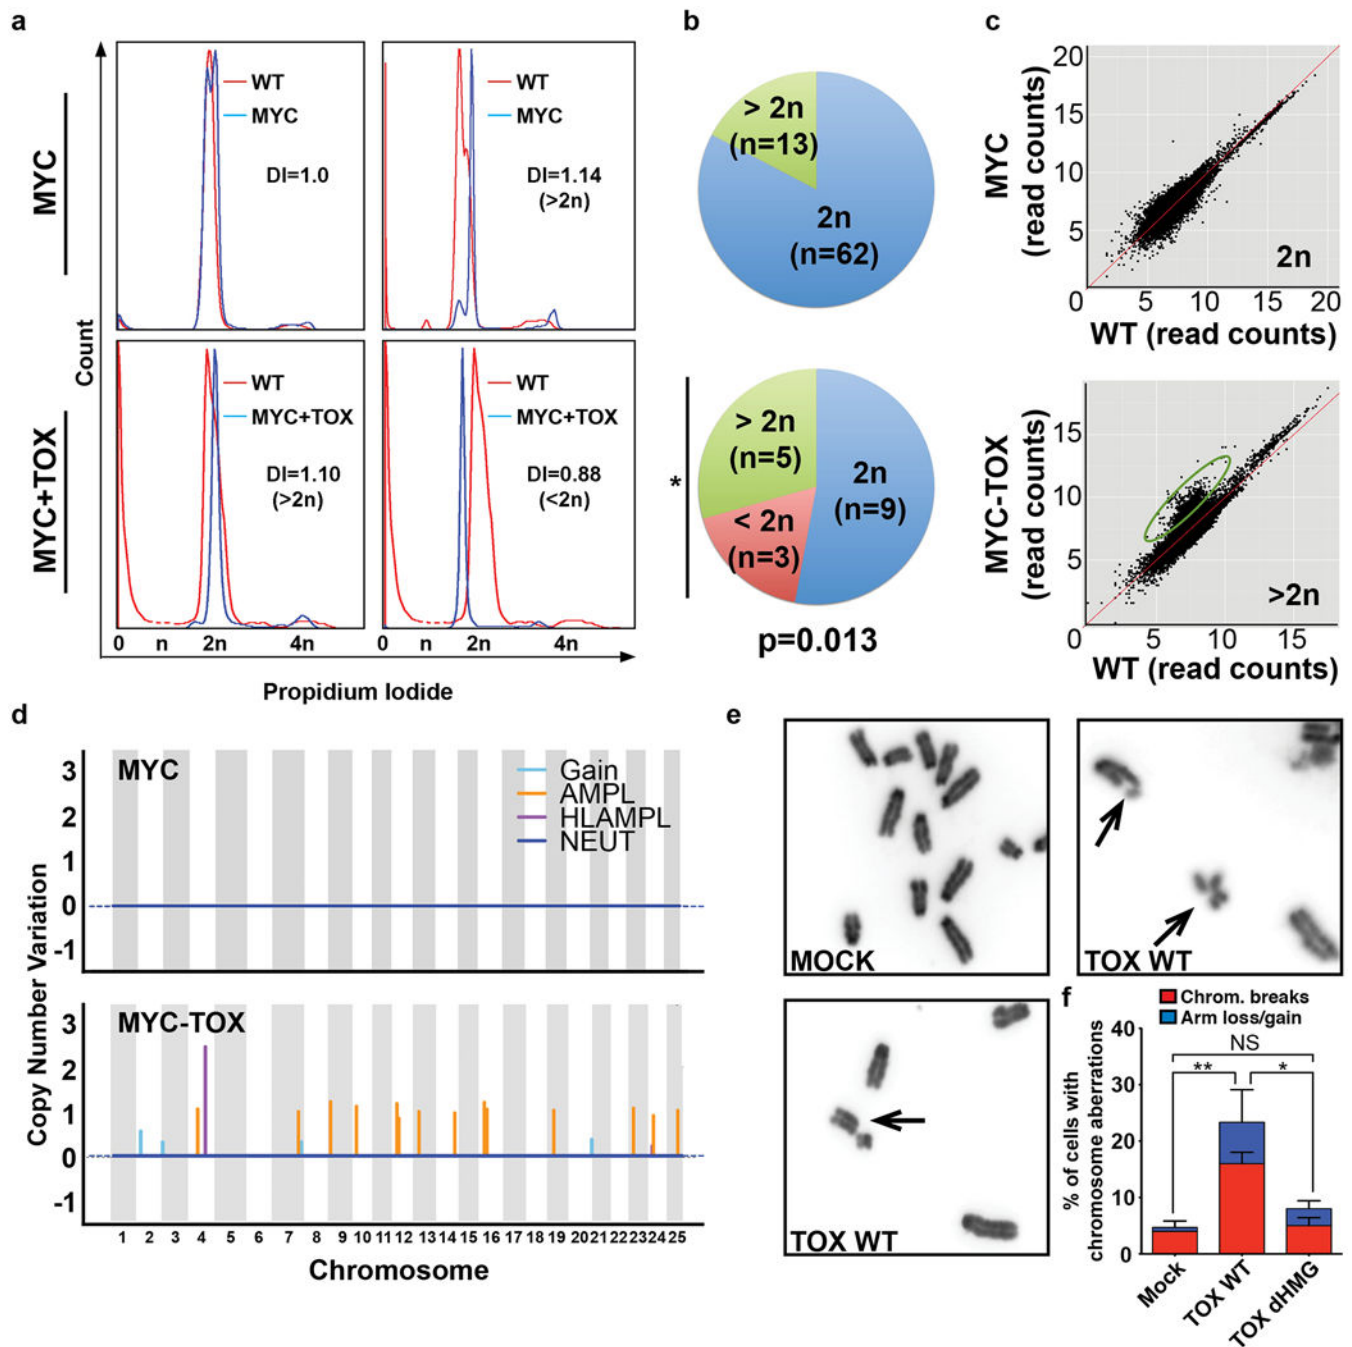 a
MYC
MYC+TOX
Count
WT
MYC
DI=1.0
WT
MYC
DI=1.14
(>2n)
WT
MYC+TOX
DI=1.10
(>2n)
WT
MYC+TOX
DI=0.88
(<2n)
0 n 2n 4n
0 n 2n 4n
Propidium Iodide
b
> 2n
(n=13)
2n
(n=62)
*
> 2n
(n=5)
2n
(n=9)
< 2n
(n=3)
p=0.013
c
MYC
(read counts)
20
15
10
5
0 5 10 15 20
2n
WT (read counts)
MYC-TOX
(read counts)
15
10
5
0 5 10 15
>2n
WT (read counts)
d
Copy Number Variation
MYC
3
2
1
0
-1
Gain
AMPL
HLAMPL
NEUT
MYC-TOX
3
2
1
0
-1
1 2 3 4 5 6 7 8 9 10 11 12 13 14 15 16 17 18 19 20 21 22 23 24 25
Chromosome
e
MOCK
TOX WT
TOX WT
f
Chrom. breaks
Arm loss/gain
% of cells with
chromosome aberrations
40
30
20
10
0
NS
** *
Mock
TOX WT
TOX dHMG